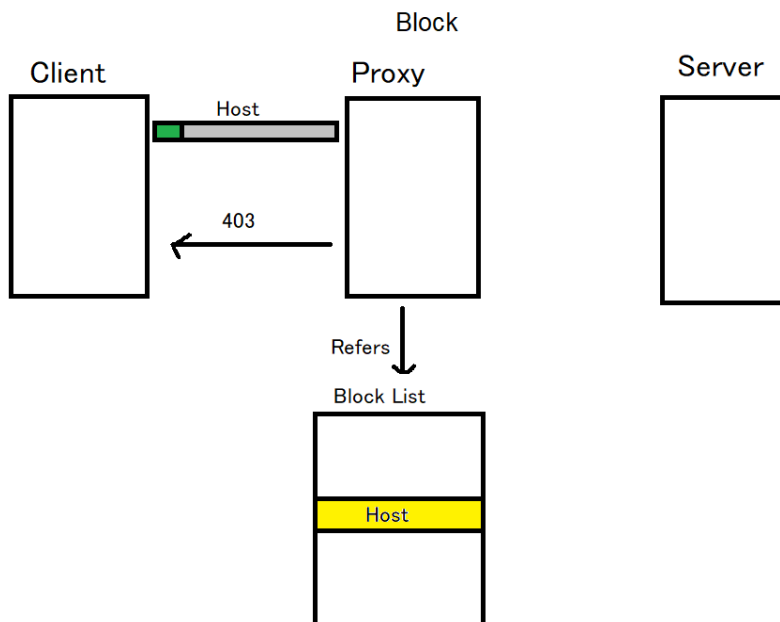 Block
Client
Proxy
Server
Host
403
Refers
Block List
Host